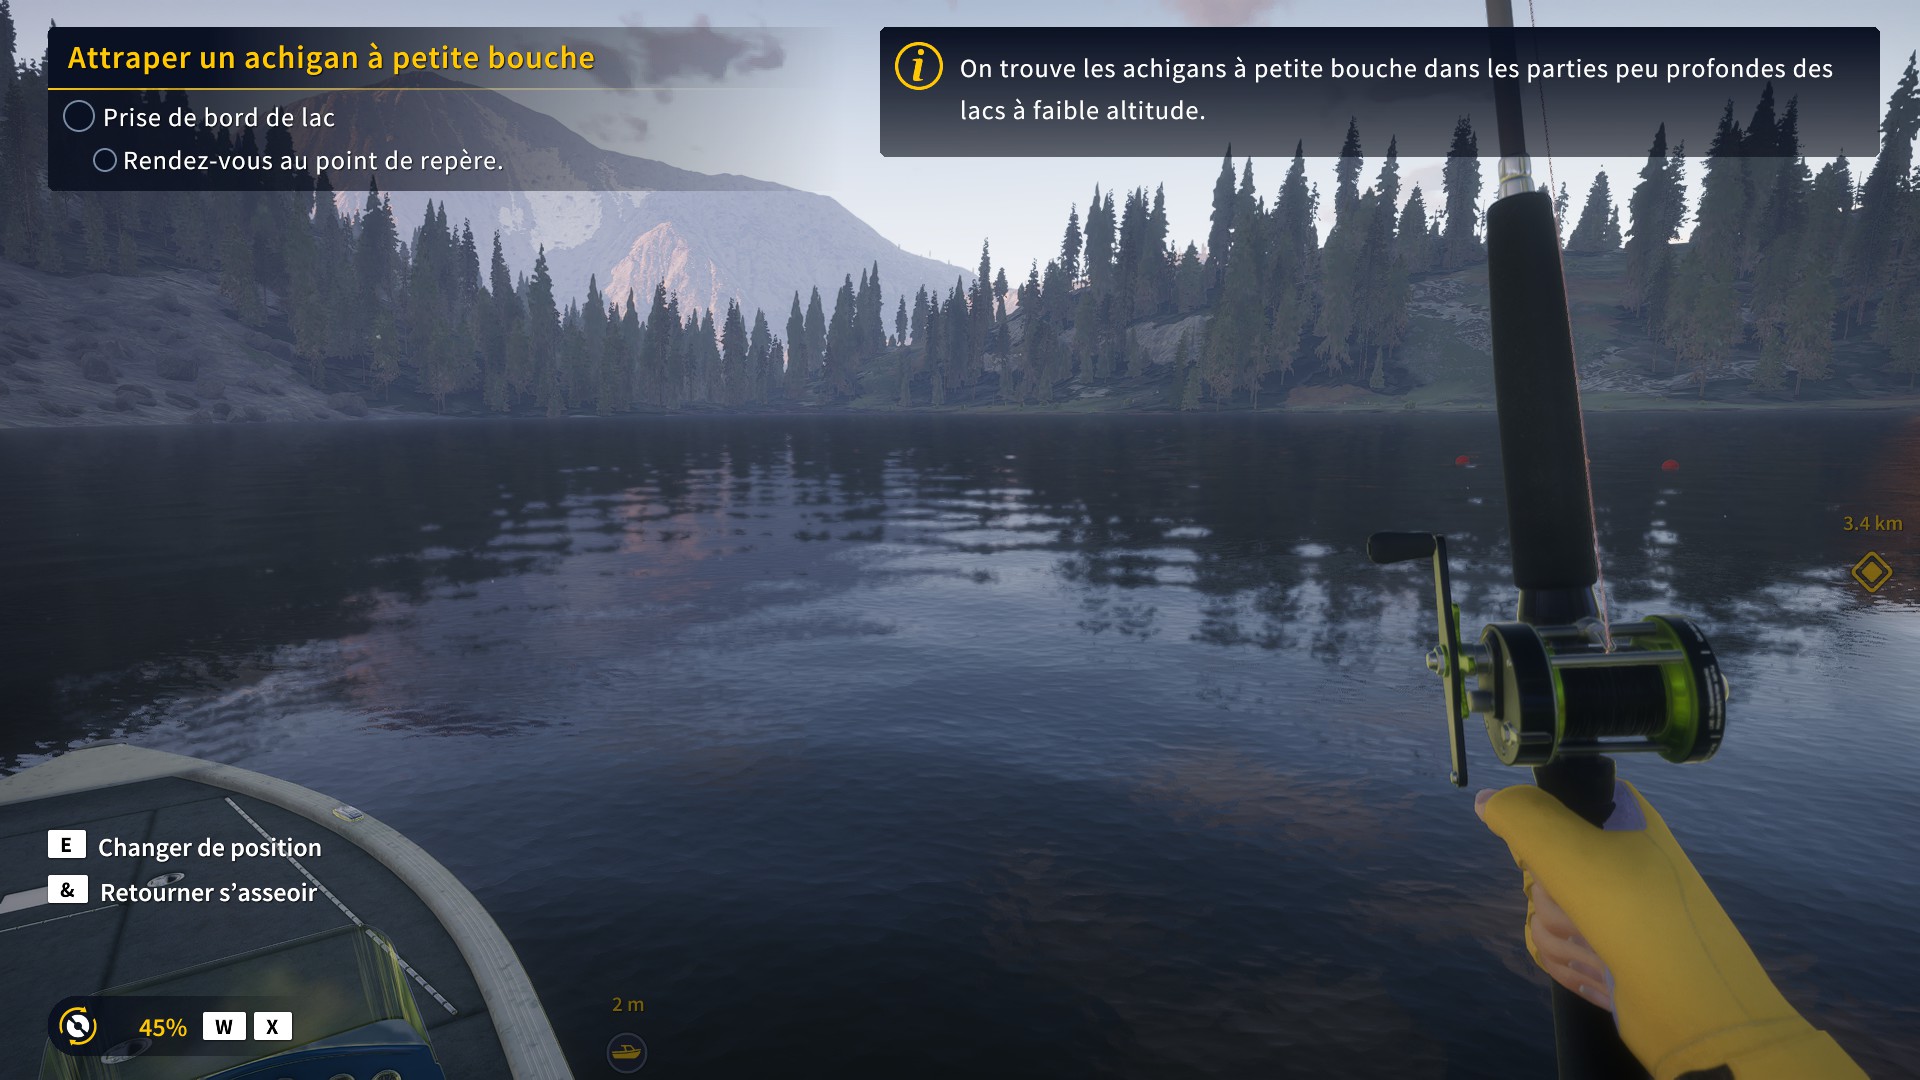 Attraper un achigan à petite bouche
Prise de bord de lac
Rendez-vous au point de repère.
On trouve les achigans à petite bouche dans les parties peu profondes des
lacs à faible altitude.
3.4 km
E Changer de position
& Retourner s’asseoir
45% W X
2 m